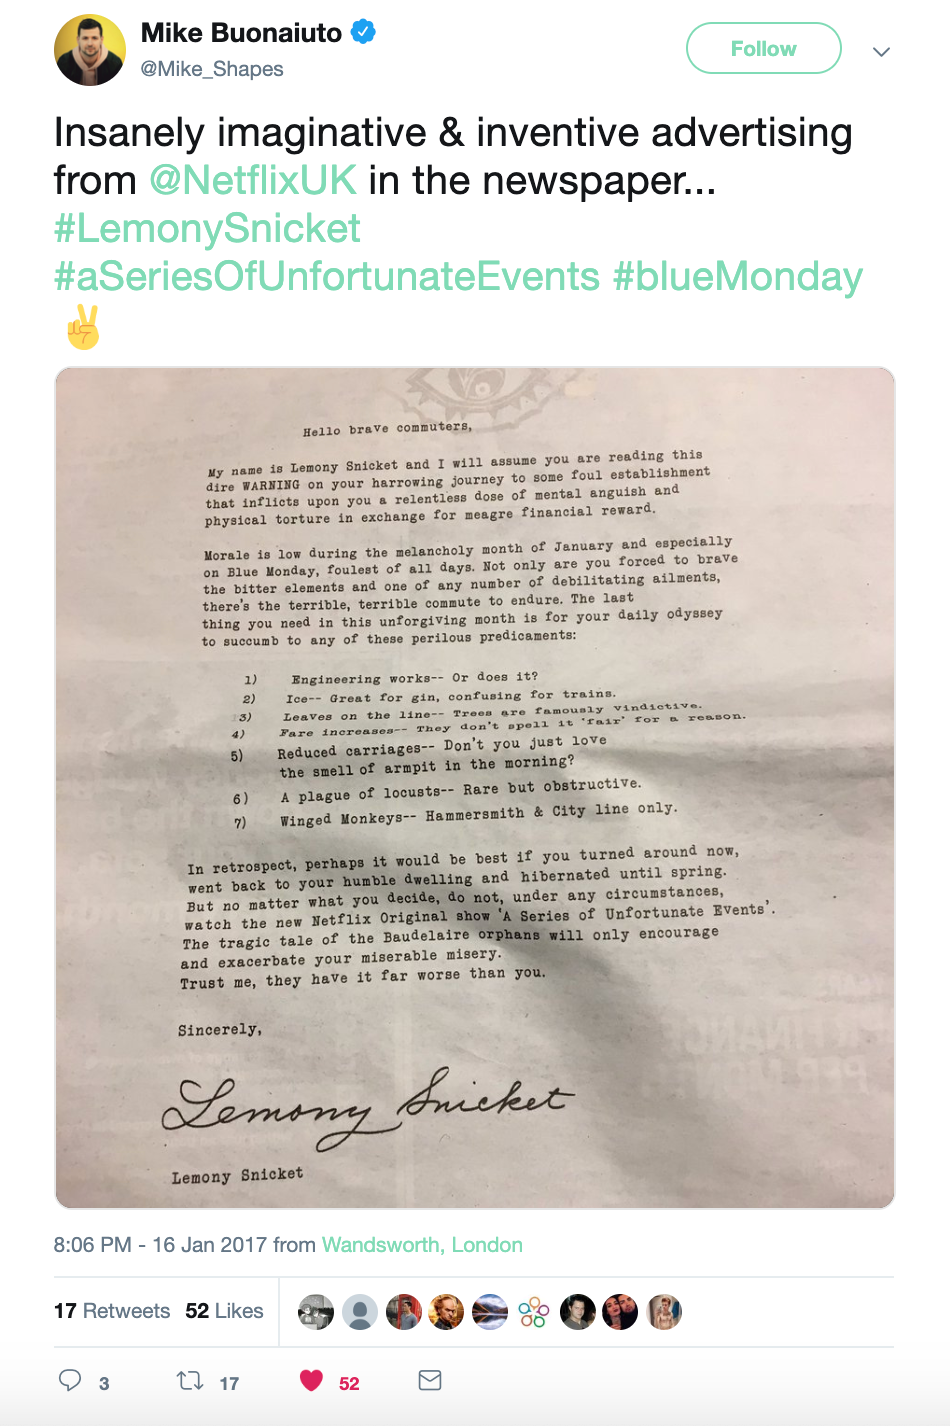 Mike Buonaiuto
@Mike_Shapes
Follow
Insanely imaginative & inventive advertising
from @NetflixUK in the newspaper...
#LemonySnicket
#aSeriesOfUnfortunateEvents #blueMonday
✌
Hello brave commuters,
My name is Lemony Snicket and I will assume you are reading this
dire WARNING on your harrowing journey to some foul establishment
that inflicts upon you a relentless dose of mental anguish and
physical torture in exchange for meagre financial reward.
Morale is low during the melancholy month of January and especially
on Blue Monday, foulest of all days. Not only are you forced to brave
the bitter elements and one of any number of debilitating ailments,
there's the terrible, terrible commute to endure. The last
thing you need in this unforgiving month is for your daily odyssey
to succumb to any of these perilous predicaments:
1) Engineering works-- Or does it?
2) Ice-- Great for gin, confusing for trains.
3) Leaves on the line-- Trees are famously vindictive.
4) Fare increases-- They don't spell it 'fair' for a reason.
5) Reduced carriages-- Don't you just love
the smell of armpit in the morning?
6) A plague of locusts-- Rare but obstructive.
7) Winged Monkeys-- Hammersmith & City line only.
In retrospect, perhaps it would be best if you turned around now,
went back to your humble dwelling and hibernated until spring.
But no matter what you decide, do not, under any circumstances,
watch the new Netflix Original show 'A Series of Unfortunate Events'.
The tragic tale of the Baudelaire orphans will only encourage
and exacerbate your miserable misery.
Trust me, they have it far worse than you.
Sincerely,
Lemony Snicket
Lemony Snicket
8:06 PM - 16 Jan 2017 from Wandsworth, London
17 Retweets 52 Likes
3 17 52